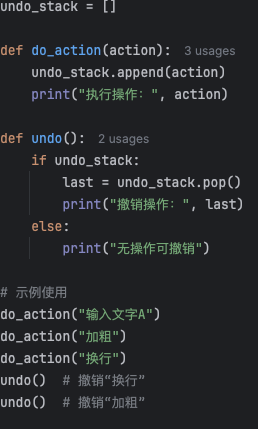 undo_stack = []
def do_action(action):  3 usages
    undo_stack.append(action)
    print("执行操作: ", action)
def undo():  2 usages
    if undo_stack:
        last = undo_stack.pop()
        print("撤销操作: ", last)
    else:
        print("无操作可撤销")
# 示例使用
do_action("输入文字A")
do_action("加粗")
do_action("换行")
undo()  # 撤销“换行”
undo()  # 撤销“加粗”